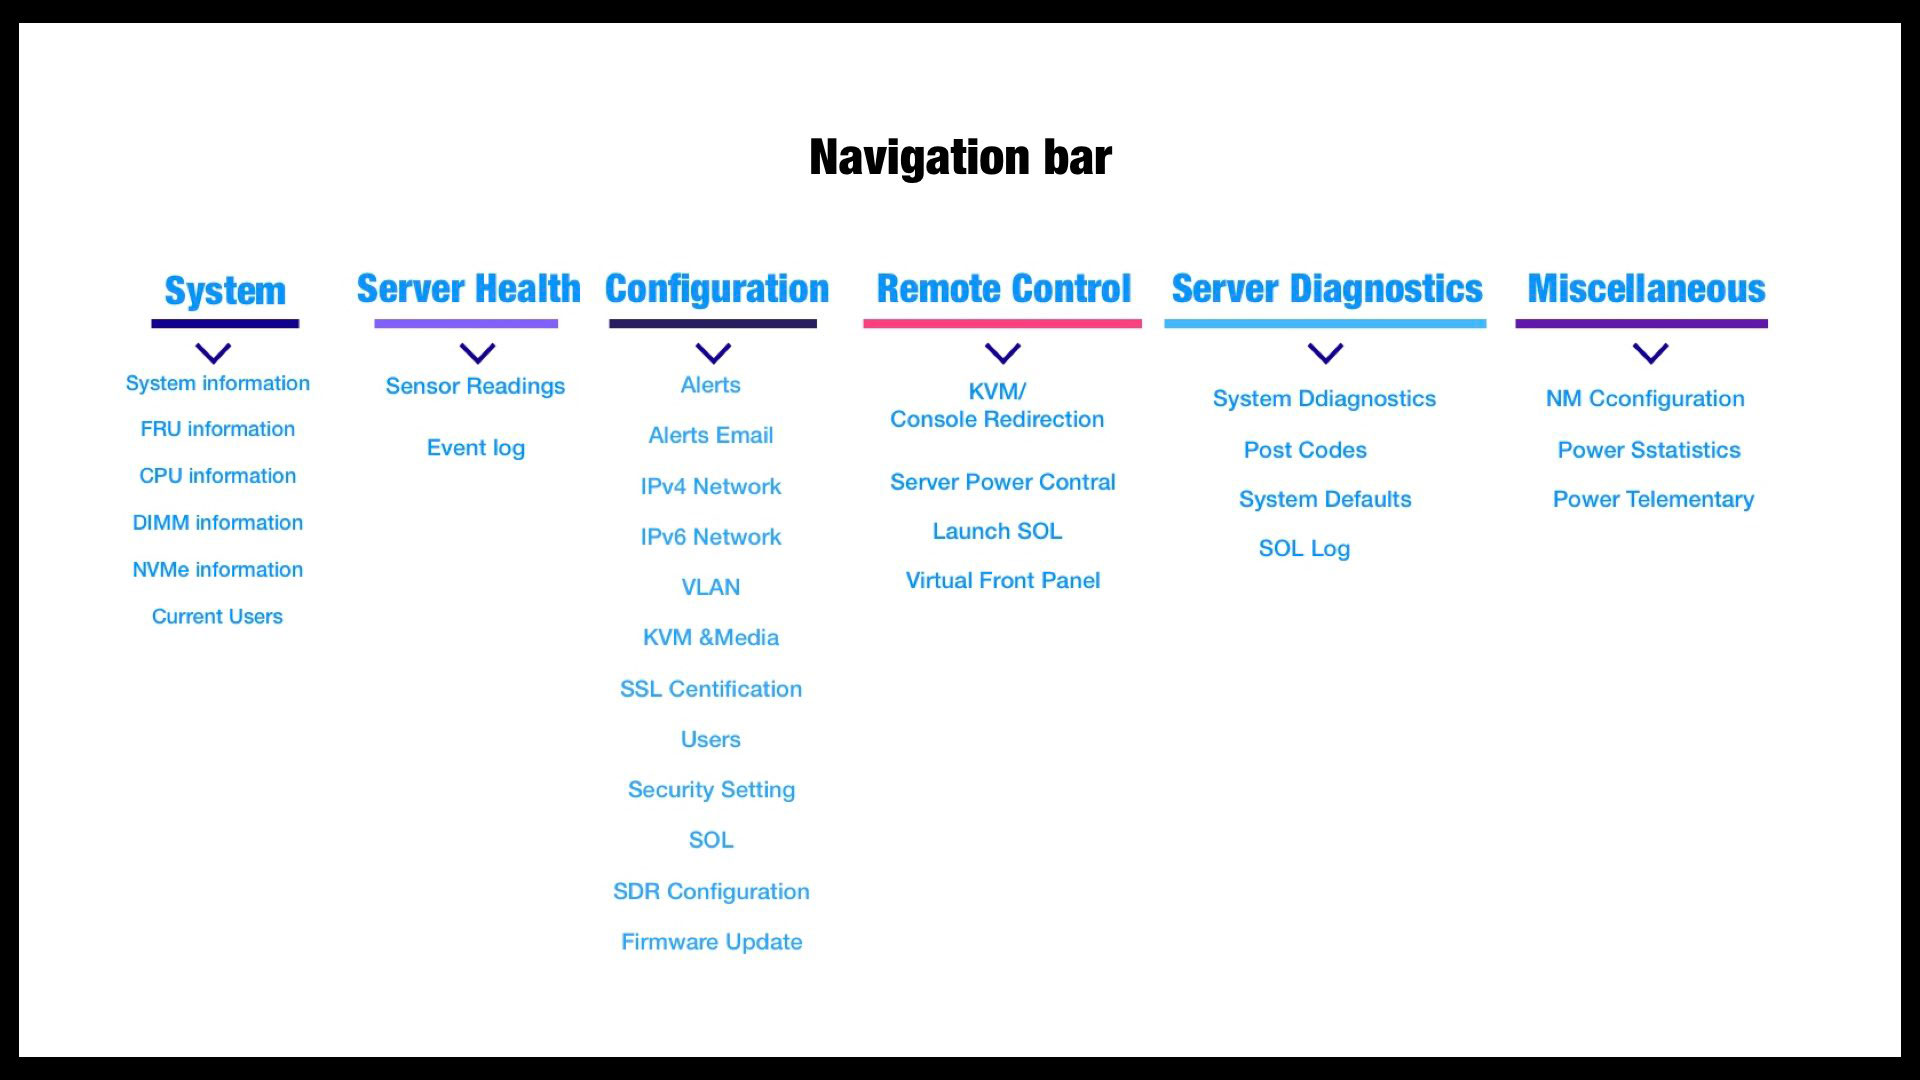 Navigation bar
System
System information
FRU information
CPU information
DIMM information
NVMe information
Current Users
Server Health
Sensor Readings
Event log
Configuration
Alerts
Alerts Email
IPv4 Network
IPv6 Network
VLAN
KVM &Media
SSL Centification
Users
Security Setting
SOL
SDR Configuration
Firmware Update
Remote Control
KVM/
Console Redirection
Server Power Contral
Launch SOL
Virtual Front Panel
Server Diagnostics
System Ddiagnostics
Post Codes
System Defaults
SOL Log
Miscellaneous
NM Cconfiguration
Power Sstatistics
Power Telementary